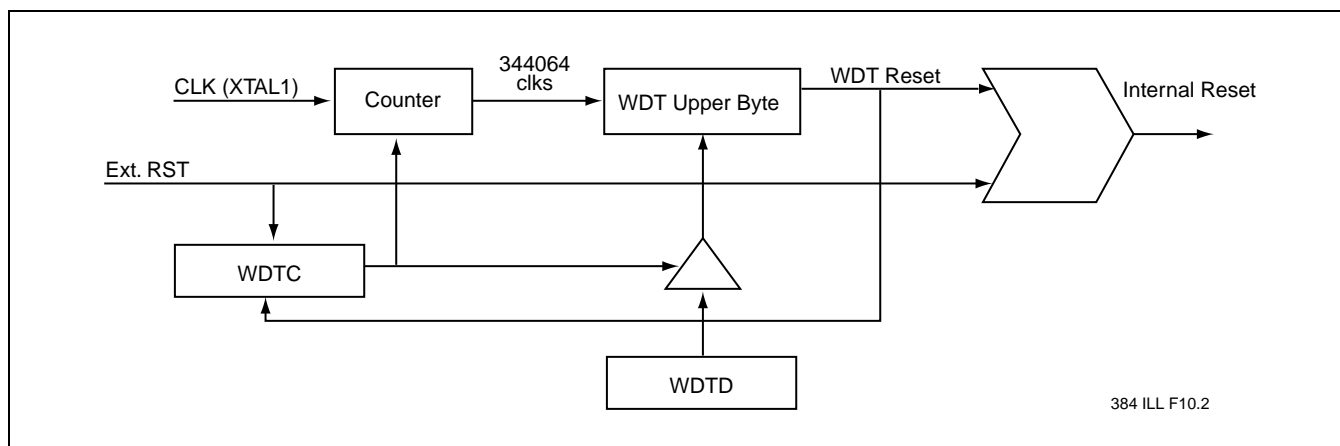 344064
clks
CLK (XTAL1)
Counter
WDT Upper Byte
WDT Reset
Internal Reset
Ext. RST
WDTC
WDTD
384 ILL F10.2